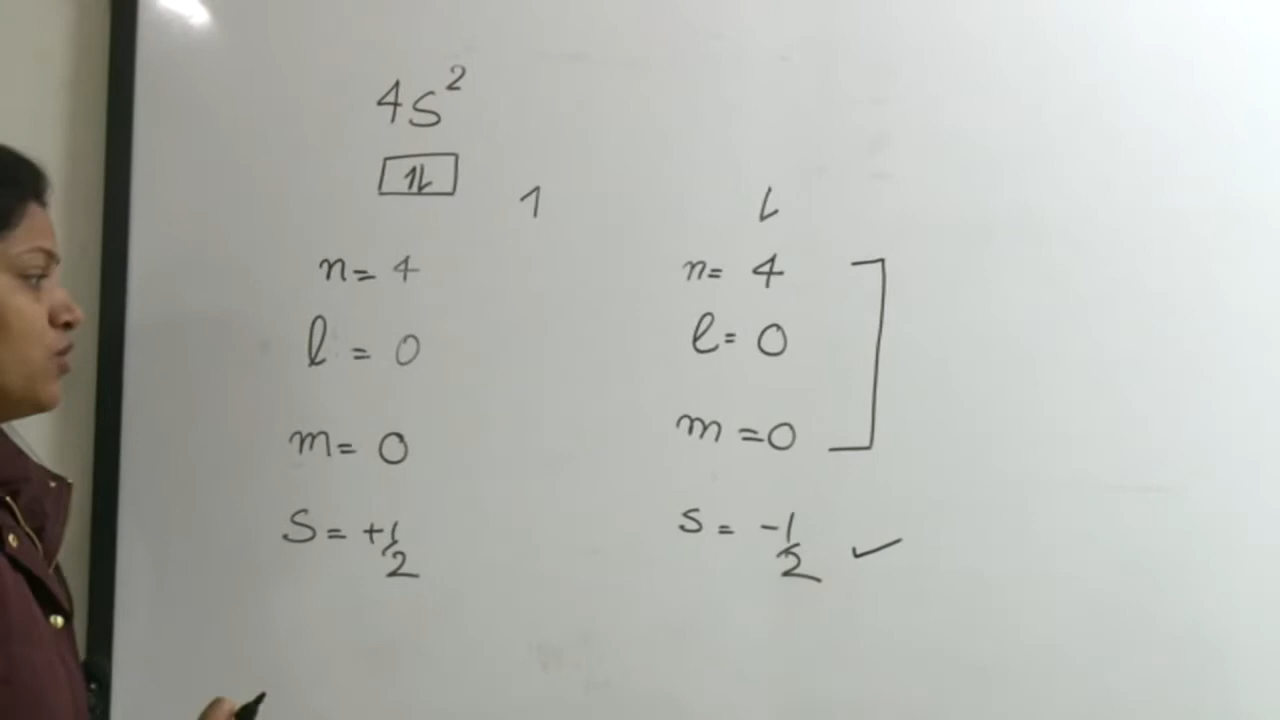 4s²
↿⇂
↿ ⇂
n = 4 n = 4
l = 0 l = 0
m = 0 m = 0
S = +1/2 s = -1/2 ✓